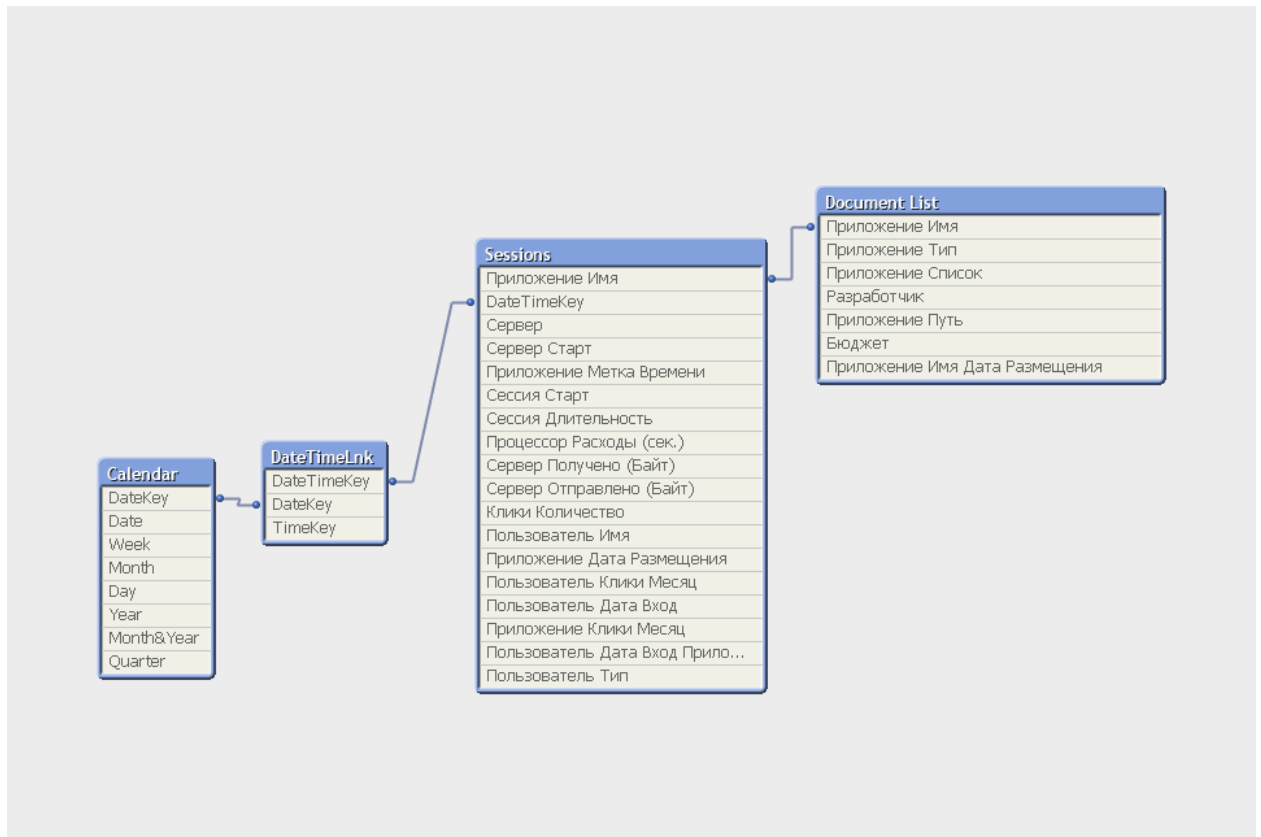 Calendar
DateKey
Date
Week
Month
Day
Year
Month&Year
Quarter
DateTimeLnk
DateTimeKey
DateKey
TimeKey
Sessions
Приложение Имя
DateTimeKey
Сервер
Сервер Старт
Приложение Метка Времени
Сессия Старт
Сессия Длительность
Процессор Расходы (сек.)
Сервер Получено (Байт)
Сервер Отправлено (Байт)
Клики Количество
Пользователь Имя
Приложение Дата Размещения
Пользователь Клики Месяц
Пользователь Дата Вход
Приложение Клики Месяц
Пользователь Дата Вход Прило...
Пользователь Тип
Document List
Приложение Имя
Приложение Тип
Приложение Список
Разработчик
Приложение Путь
Бюджет
Приложение Имя Дата Размещения